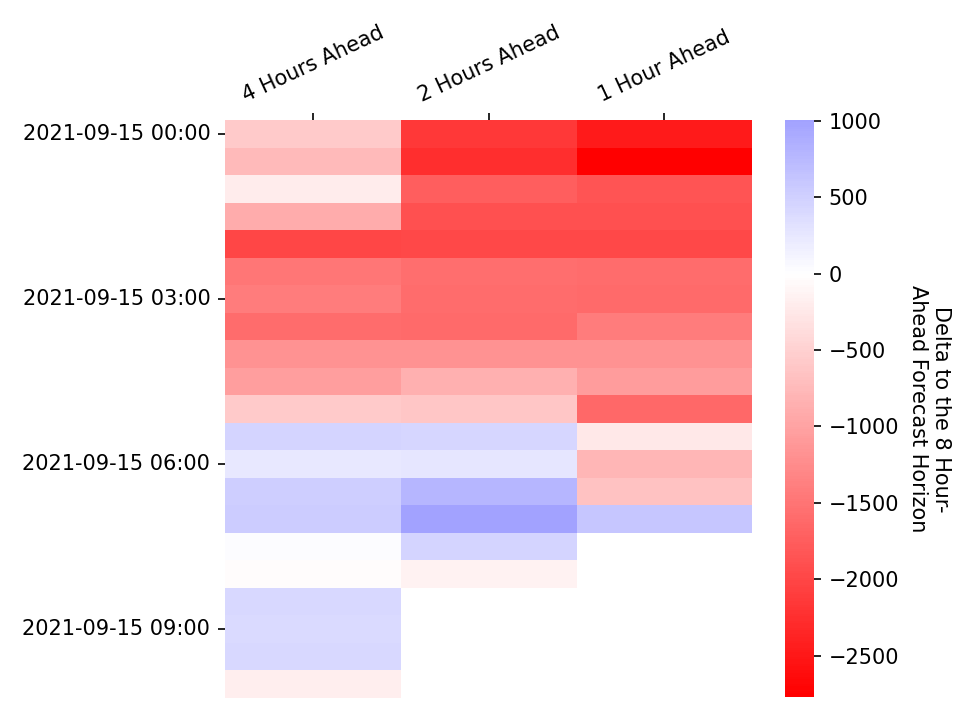 4 Hours Ahead
2 Hours Ahead
1 Hour Ahead
2021-09-15 00:00
2021-09-15 03:00
2021-09-15 06:00
2021-09-15 09:00
1000
500
0
−500
−1000
−1500
−2000
−2500
Delta to the 8 Hour-
Ahead Forecast Horizon